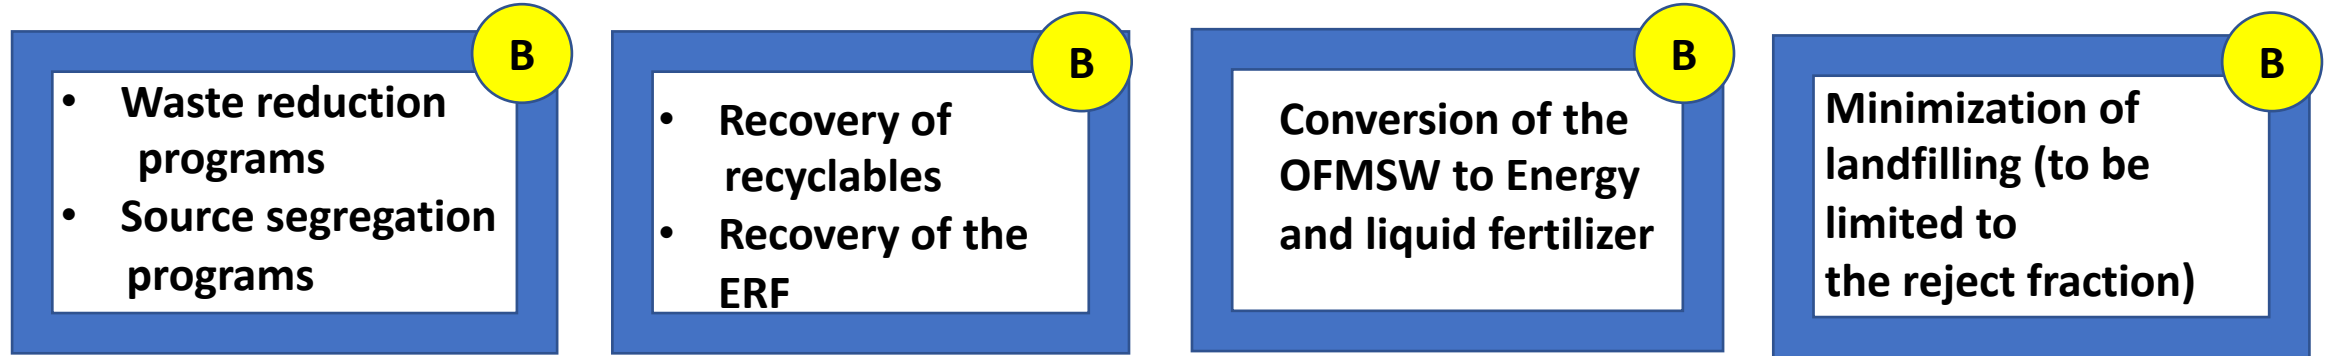 B
• Waste reduction
programs
• Source segregation
programs
B
• Recovery of
recyclables
• Recovery of the
ERF
B
Conversion of the
OFMSW to Energy
and liquid fertilizer
B
Minimization of
landfilling (to be
limited to
the reject fraction)